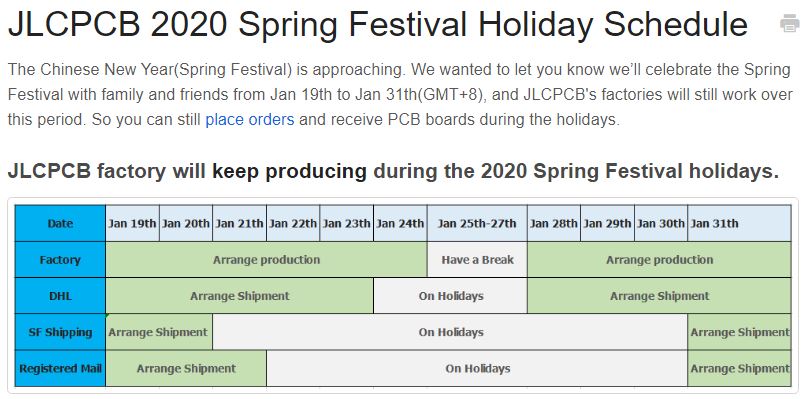 JLCPCB 2020 Spring Festival Holiday Schedule
The Chinese New Year(Spring Festival) is approaching. We wanted to let you know we’ll celebrate the Spring
Festival with family and friends from Jan 19th to Jan 31th(GMT+8), and JLCPCB's factories will still work over
this period. So you can still place orders and receive PCB boards during the holidays.
JLCPCB factory will keep producing during the 2020 Spring Festival holidays.
Date Jan 19th Jan 20th Jan 21th Jan 22th Jan 23th Jan 24th Jan 25th-27th Jan 28th Jan 29th Jan 30th Jan 31th
Factory Arrange production Have a Break Arrange production
DHL Arrange Shipment On Holidays Arrange Shipment
SF Shipping Arrange Shipment On Holidays Arrange Shipment
Registered Mail Arrange Shipment On Holidays Arrange Shipment